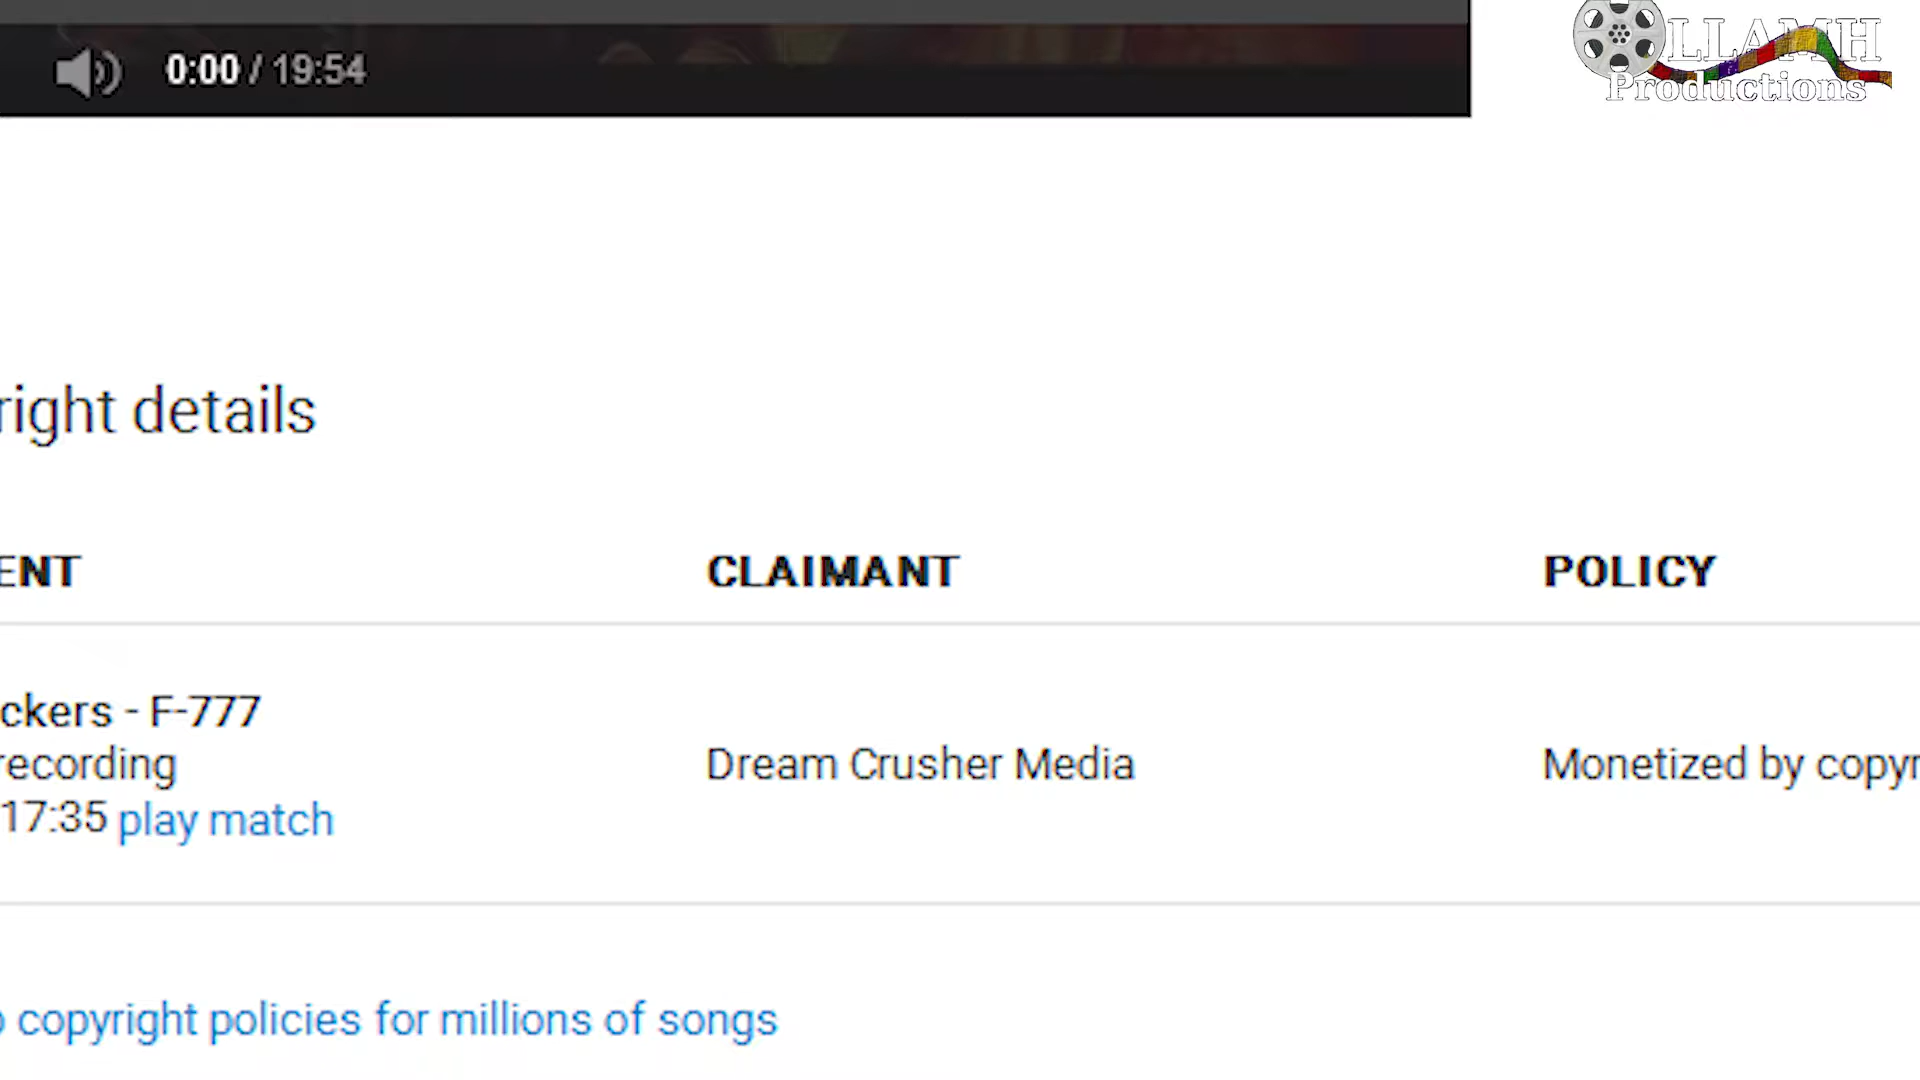 0:00 / 19:54
LLAMH
Productions
right details
ENT
CLAIMANT
POLICY
ckers - F-777
recording
17:35 play match
Dream Crusher Media
Monetized by copyr
copyright policies for millions of songs